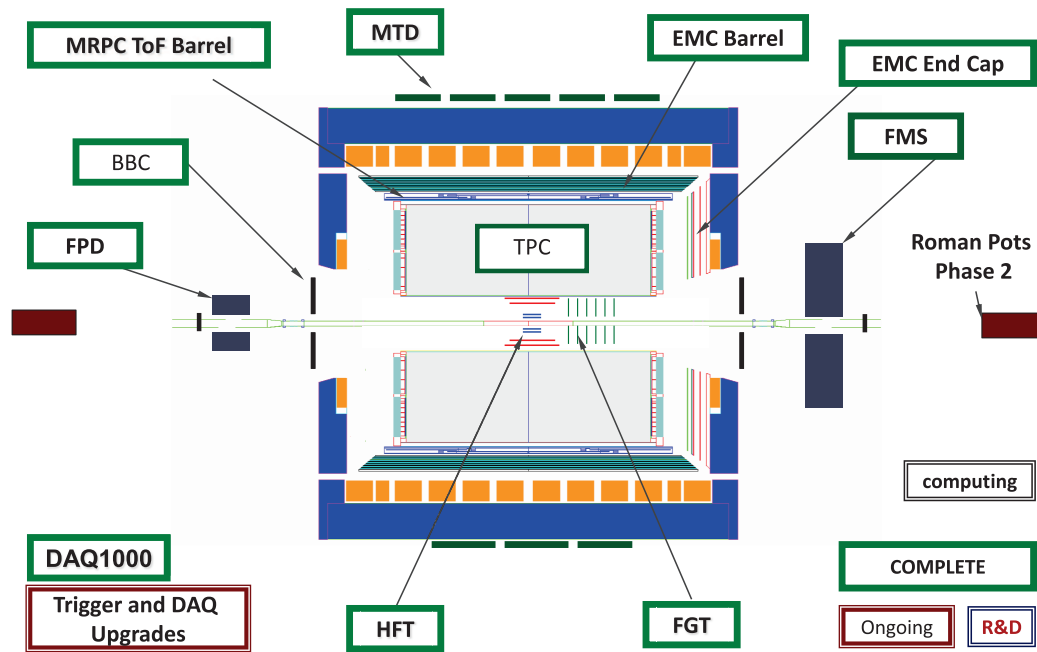 MTD
MRPC ToF Barrel
EMC Barrel
EMC End Cap
FMS
BBC
FPD
TPC
Roman Pots
Phase 2
computing
DAQ1000
COMPLETE
Trigger and DAQ
Upgrades
HFT
FGT
Ongoing
R&D